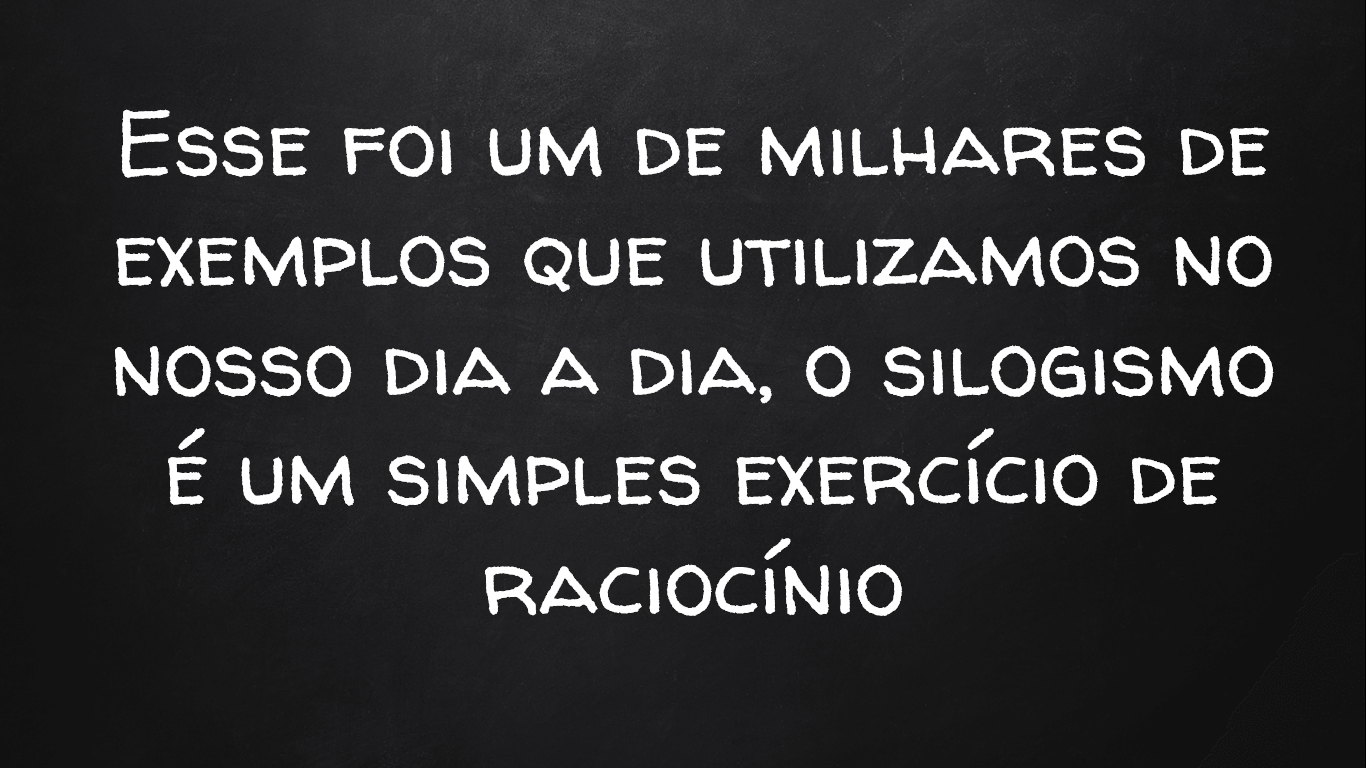 Esse foi um de milhares de
exemplos que utilizamos no
nosso dia a dia, o silogismo
é um simples exercício de
raciocínio